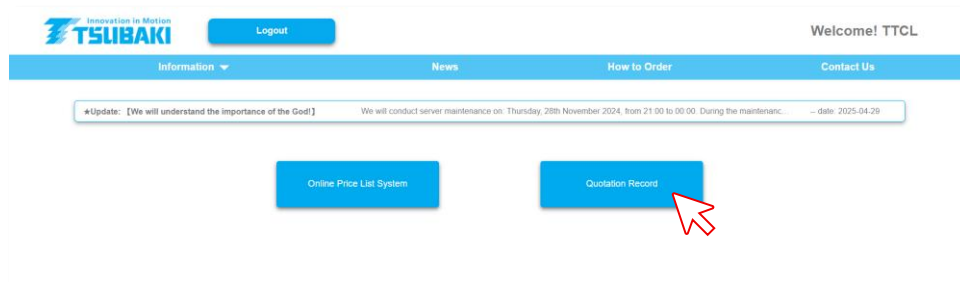 Innovation in Motion
TSUBAKI
Logout
Welcome! TTCL
Information
News
How to Order
Contact Us
★Update: 【We will understand the importance of the God!】 We will conduct server maintenance on: Thursday, 28th November 2024, from 21:00 to 00:00. During the maintenanc... -- date: 2025-04-29
Online Price List System
Quotation Record